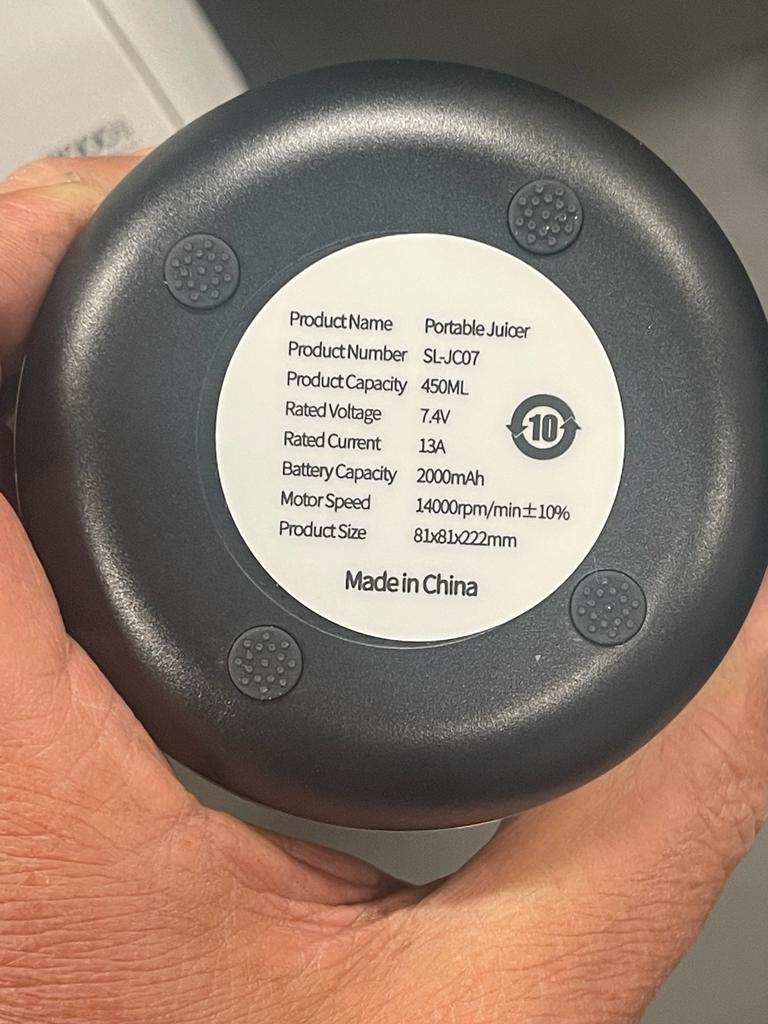 Product Name Portable Juicer
Product Number SL-JC07
Product Capacity 450ML
Rated Voltage 7.4V
Rated Current 13A
Battery Capacity 2000mAh
Motor Speed 14000rpm/min±10%
Product Size 81x81x222mm
10
Made in China